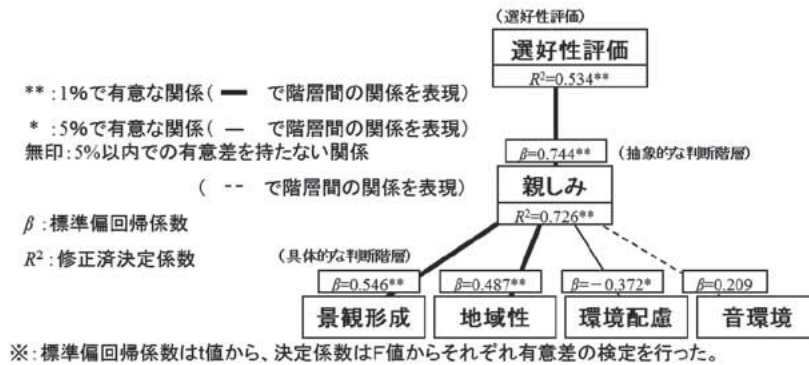 (選好性評価)
選好性評価
R²=0.534**
** :1%で有意な関係( ━ で階層間の関係を表現)
* :5%で有意な関係( — で階層間の関係を表現)
無印:5%以内での有意差を持たない関係
( -- で階層間の関係を表現)
β=0.744**
(抽象的な判断階層)
親しみ
R²=0.726**
β :標準偏回帰係数
R² :修正済決定係数
(具体的な判断階層)
β=0.546**
β=0.487**
β=−0.372*
β=0.209
景観形成
地域性
環境配慮
音環境
※:標準偏回帰係数はt値から、決定係数はF値からそれぞれ有意差の検定を行った。